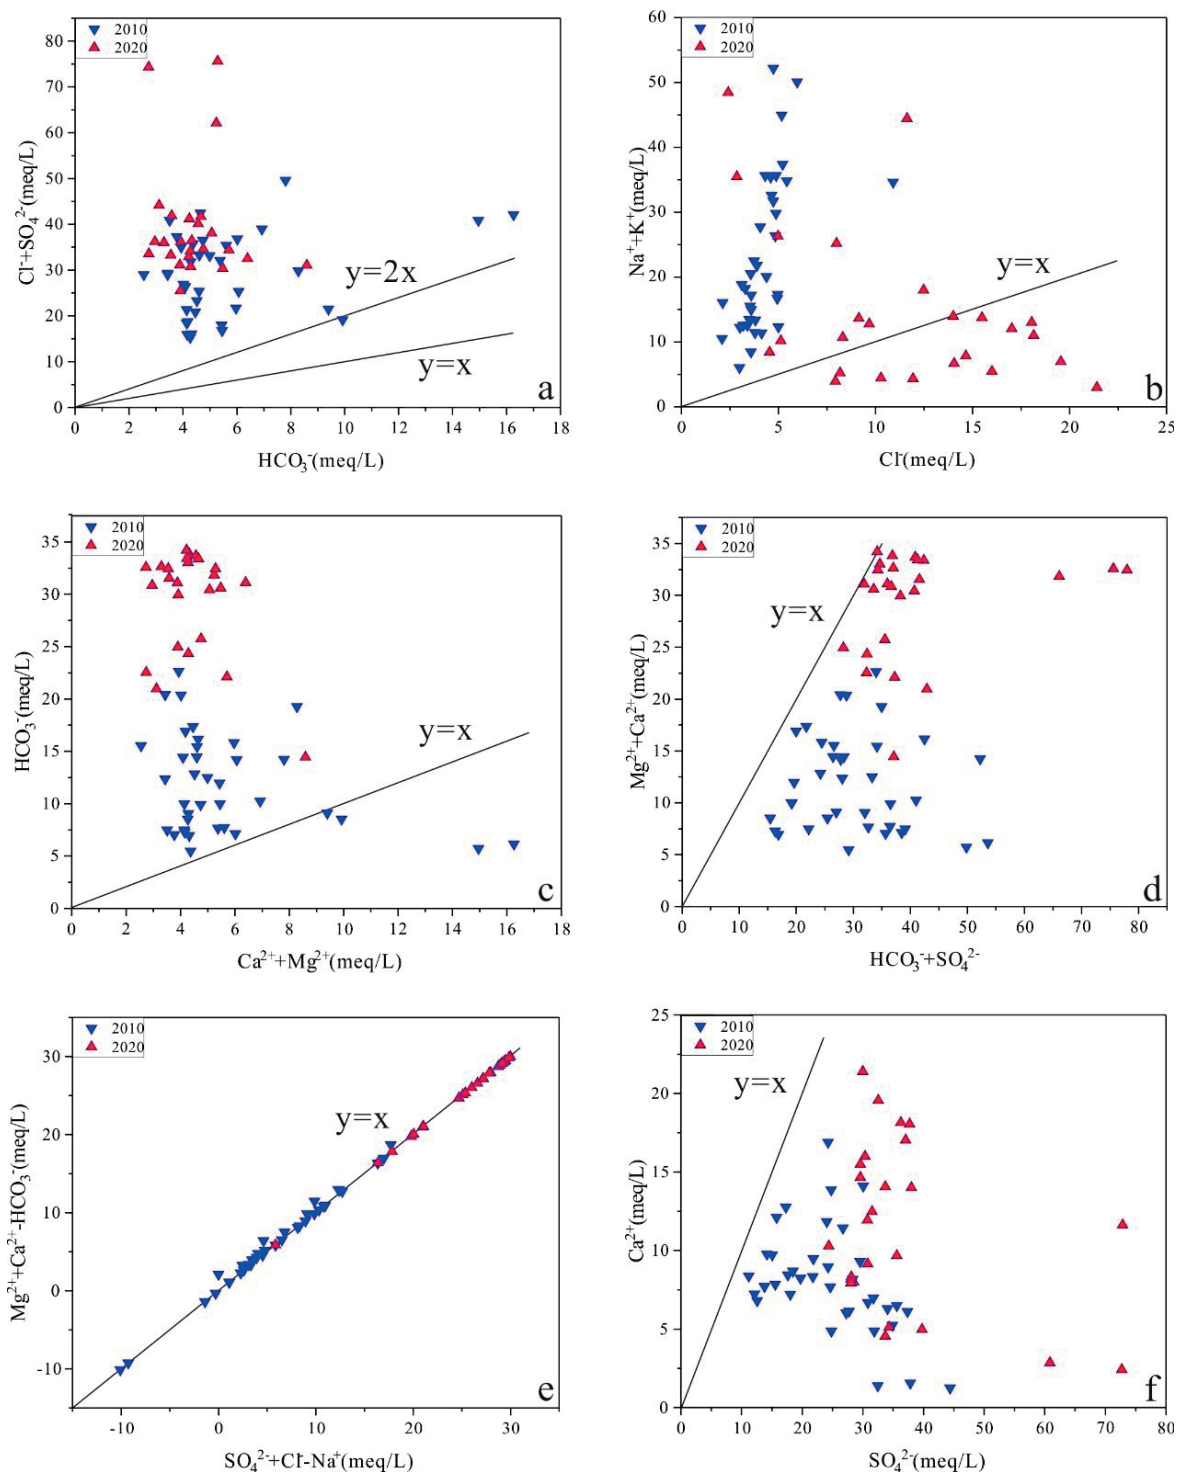 2010
2020
80
70
60
50
40
30
20
10
0
0 2 4 6 8 10 12 14 16 18
Cl⁻+SO₄²⁻(meq/L)
HCO₃⁻(meq/L)
y=2x
y=x
a
2010
2020
60
50
40
30
20
10
0
0 5 10 15 20 25
Na⁺+K⁺(meq/L)
Cl⁻(meq/L)
y=x
b
2010
2020
35
30
25
20
15
10
5
0
0 2 4 6 8 10 12 14 16 18
HCO₃⁻(meq/L)
Ca²⁺+Mg²⁺(meq/L)
y=x
c
2010
2020
35
30
25
20
15
10
5
0
0 10 20 30 40 50 60 70 80
Mg²⁺+Ca²⁺(meq/L)
HCO₃⁻+SO₄²⁻
y=x
d
2010
2020
30
20
10
0
-10
-10 0 10 20 30
Mg²⁺+Ca²⁺-HCO₃⁻(meq/L)
SO₄²⁻+Cl⁻-Na⁺(meq/L)
y=x
e
2010
2020
25
20
15
10
5
0
0 10 20 30 40 50 60 70 80
Ca²⁺(meq/L)
SO₄²⁻(meq/L)
y=x
f